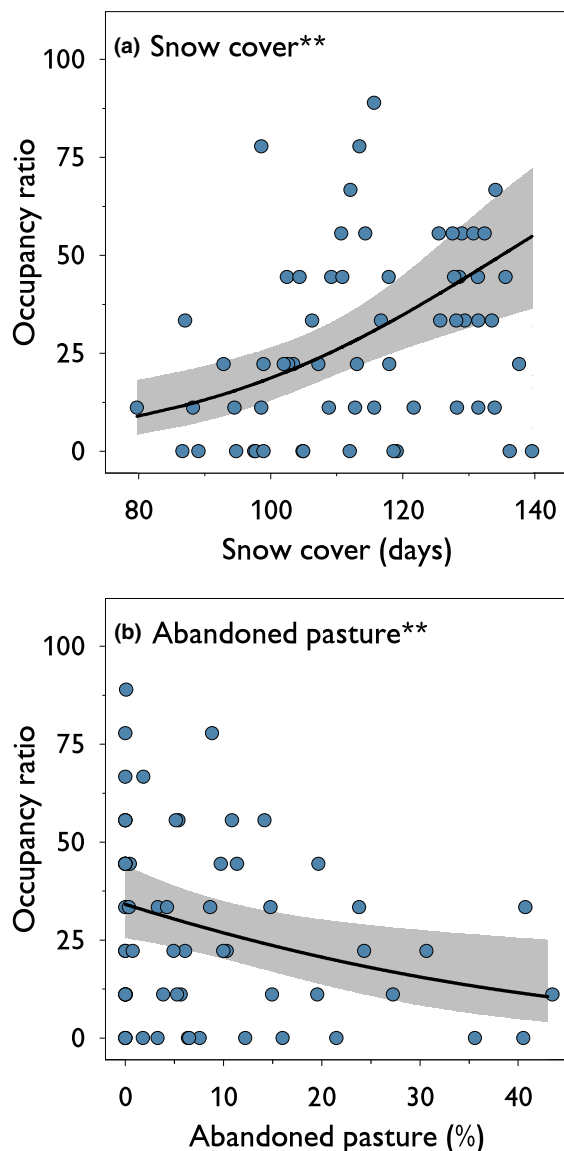 (a) Snow cover**
100
75
50
25
0
Occupancy ratio
80 100 120 140
Snow cover (days)
(b) Abandoned pasture**
100
75
50
25
0
Occupancy ratio
0 10 20 30 40
Abandoned pasture (%)